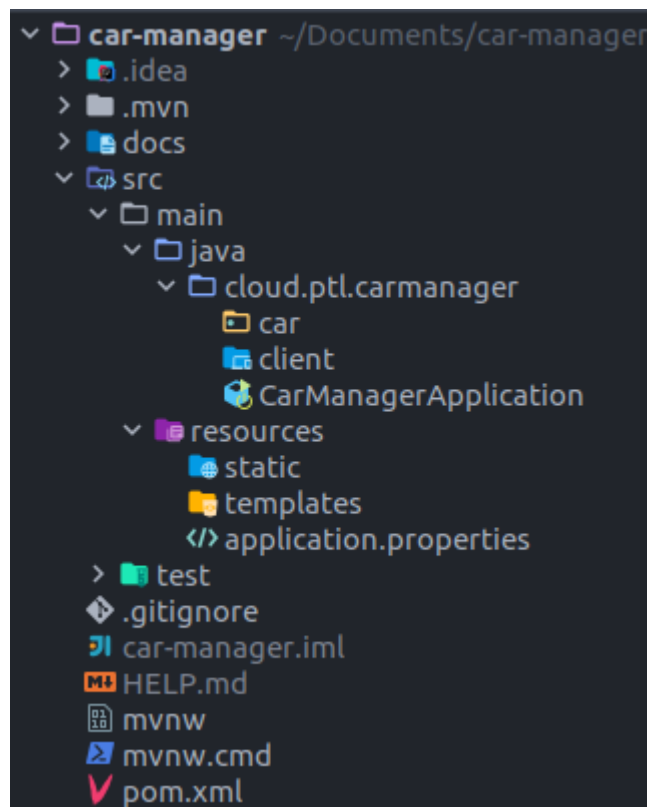 car-manager ~/Documents/car-manager
.idea
.mvn
docs
src
main
java
cloud.ptl.carmanager
car
client
CarManagerApplication
resources
static
templates
application.properties
test
.gitignore
car-manager.iml
HELP.md
mvnw
mvnw.cmd
pom.xml